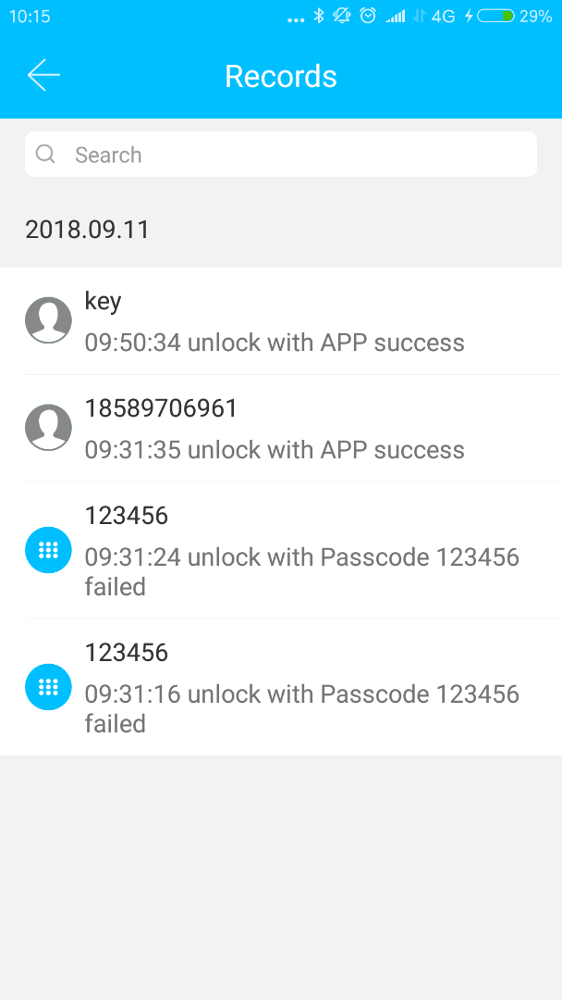 10:15
... 4G 29%
Records
Search
2018.09.11
key
09:50:34 unlock with APP success
18589706961
09:31:35 unlock with APP success
123456
09:31:24 unlock with Passcode 123456
failed
123456
09:31:16 unlock with Passcode 123456
failed